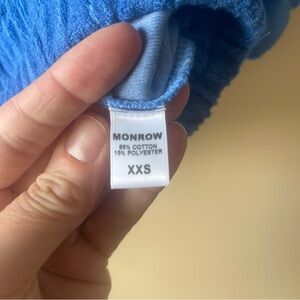 MONROW
85% COTTON
15% POLYESTER
XXS